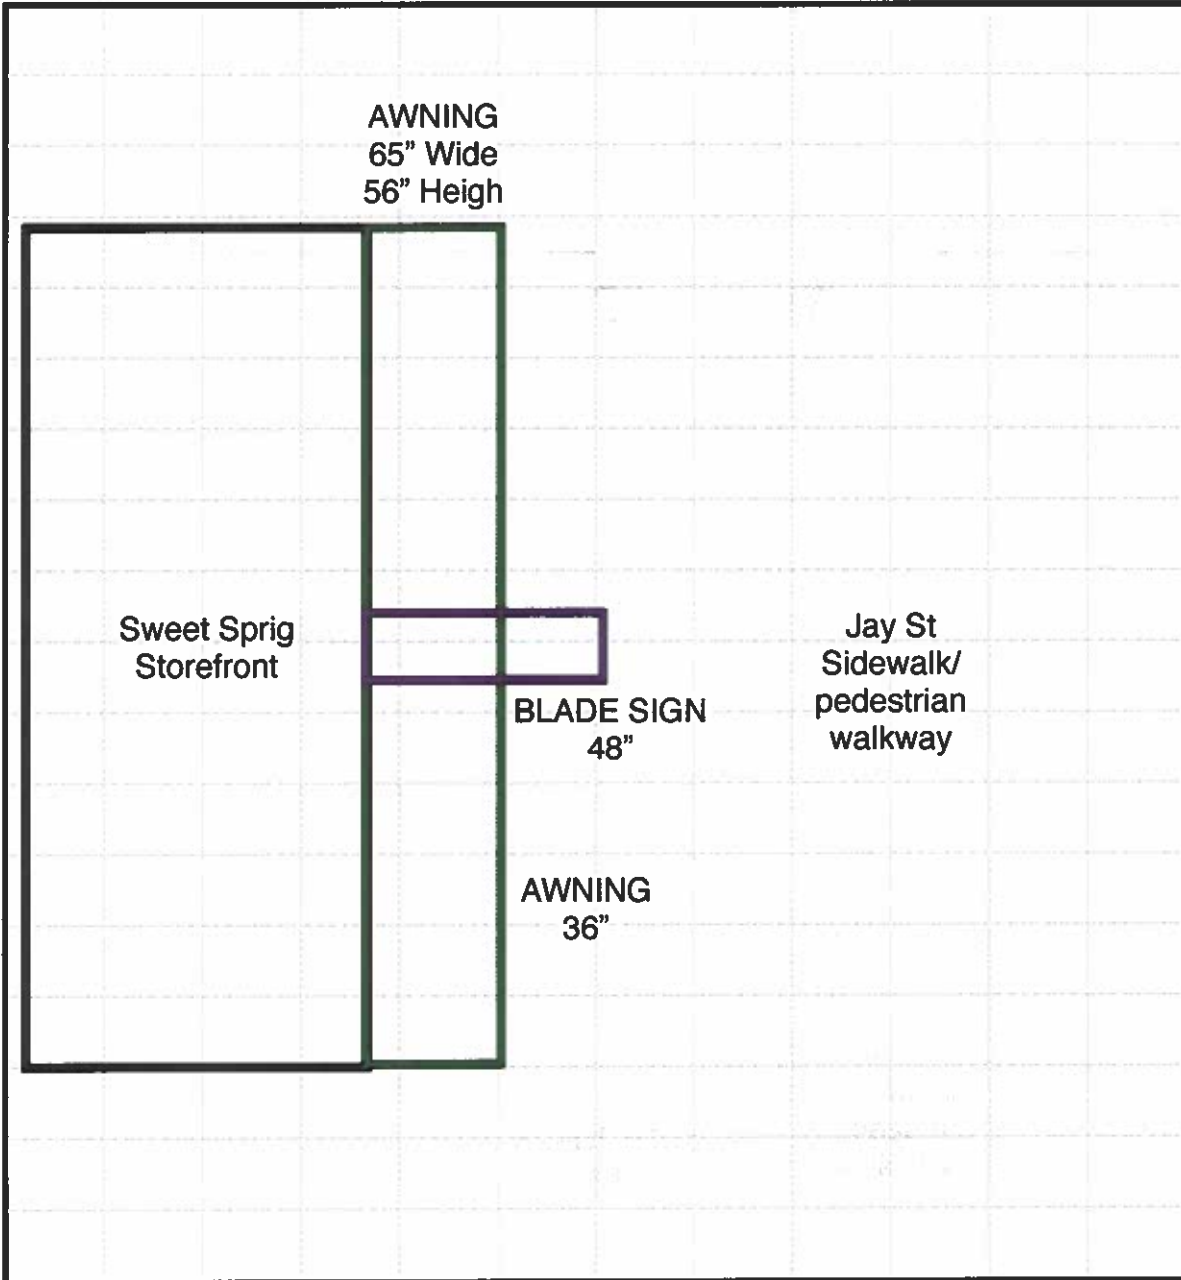 AWNING
65” Wide
56” Heigh
Sweet Sprig
Storefront
Jay St
Sidewalk/
pedestrian
walkway
BLADE SIGN
48”
AWNING
36”